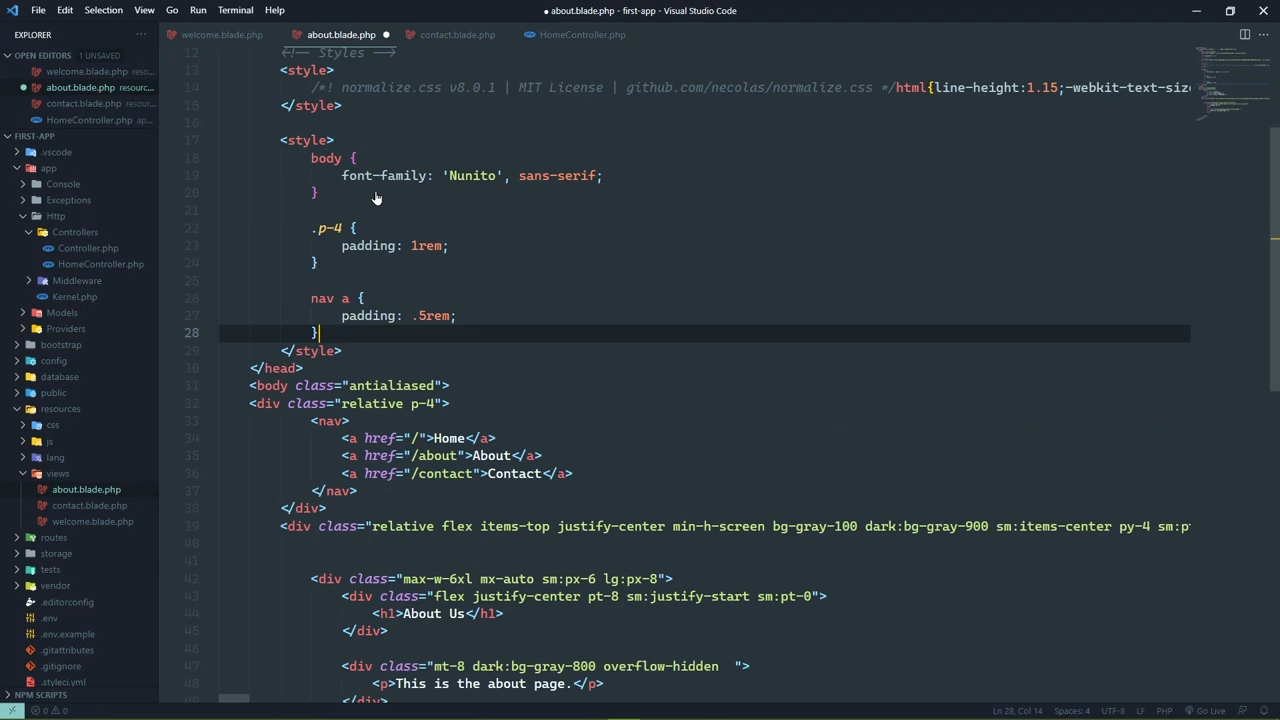 File Edit Selection View Go Run Terminal Help
● about.blade.php - first-app - Visual Studio Code
EXPLORER ...
OPEN EDITORS 1 UNSAVED
welcome.blade.php reso...
about.blade.php resourc...
contact.blade.php resour...
HomeController.php ap...
FIRST-APP
.vscode
app
Console
Exceptions
Http
Controllers
Controller.php
HomeController.php
Middleware
Kernel.php
Models
Providers
bootstrap
config
database
public
resources
css
js
lang
views
about.blade.php
contact.blade.php
welcome.blade.php
routes
storage
tests
vendor
.editorconfig
.env
.env.example
.gitattributes
.gitignore
.styleci.yml
NPM SCRIPTS
welcome.blade.php about.blade.php ● contact.blade.php HomeController.php
12 <!-- Styles -->
13 <style>
14 /*! normalize.css v8.0.1 | MIT License | github.com/necolas/normalize.css */html{line-height:1.15;-webkit-text-size
15 </style>
16
17 <style>
18 body {
19 font-family: 'Nunito', sans-serif;
20 }
21
22 .p-4 {
23 padding: 1rem;
24 }
25
26 nav a {
27 padding: .5rem;
28 }
29 </style>
30 </head>
31 <body class="antialiased">
32 <div class="relative p-4">
33 <nav>
34 <a href="/">Home</a>
35 <a href="/about">About</a>
36 <a href="/contact">Contact</a>
37 </nav>
38 </div>
39 <div class="relative flex items-top justify-center min-h-screen bg-gray-100 dark:bg-gray-900 sm:items-center py-4 sm:pt
40
41
42 <div class="max-w-6xl mx-auto sm:px-6 lg:px-8">
43 <div class="flex justify-center pt-8 sm:justify-start sm:pt-0">
44 <h1>About Us</h1>
45 </div>
46
47 <div class="mt-8 dark:bg-gray-800 overflow-hidden ">
48 <p>This is the about page.</p>
49 </div>
0 0 Ln 28, Col 14 Spaces: 4 UTF-8 LF PHP Go Live